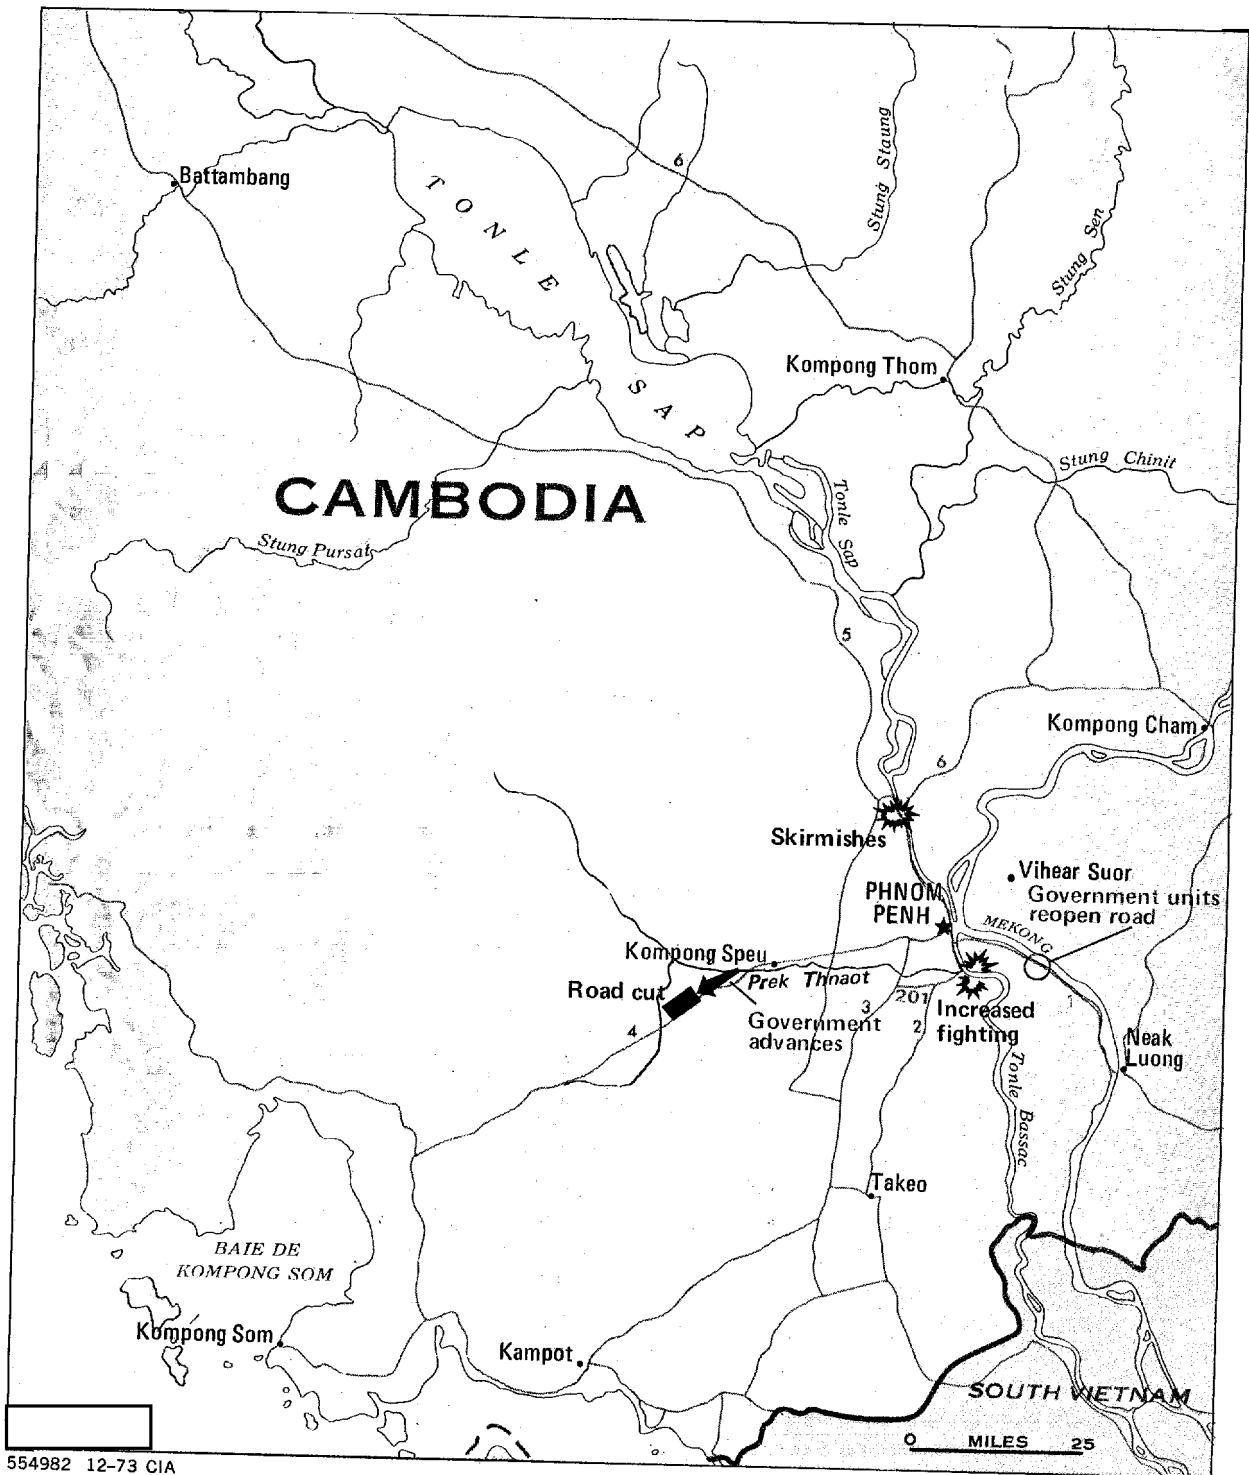 Battambang
TONLE SAP
6
Stung Staung
Stung Sen
Kompong Thom
Stung Chinit
CAMBODIA
Stung Pursat
Tonle Sap
5
Kompong Cham
6
Skirmishes
Vihear Suor
Government units
reopen road
PHNOM
PENH
MEKONG
Kompong Speu
Prek Thnaot
Road cut
201
3
2
1
4
Government
advances
Increased
fighting
Neak
Luong
Tonle Bassac
Takeo
BAIE DE
KOMPONG SOM
Kompong Som
Kampot
SOUTH VIETNAM
0 MILES 25
554982 12-73 CIA